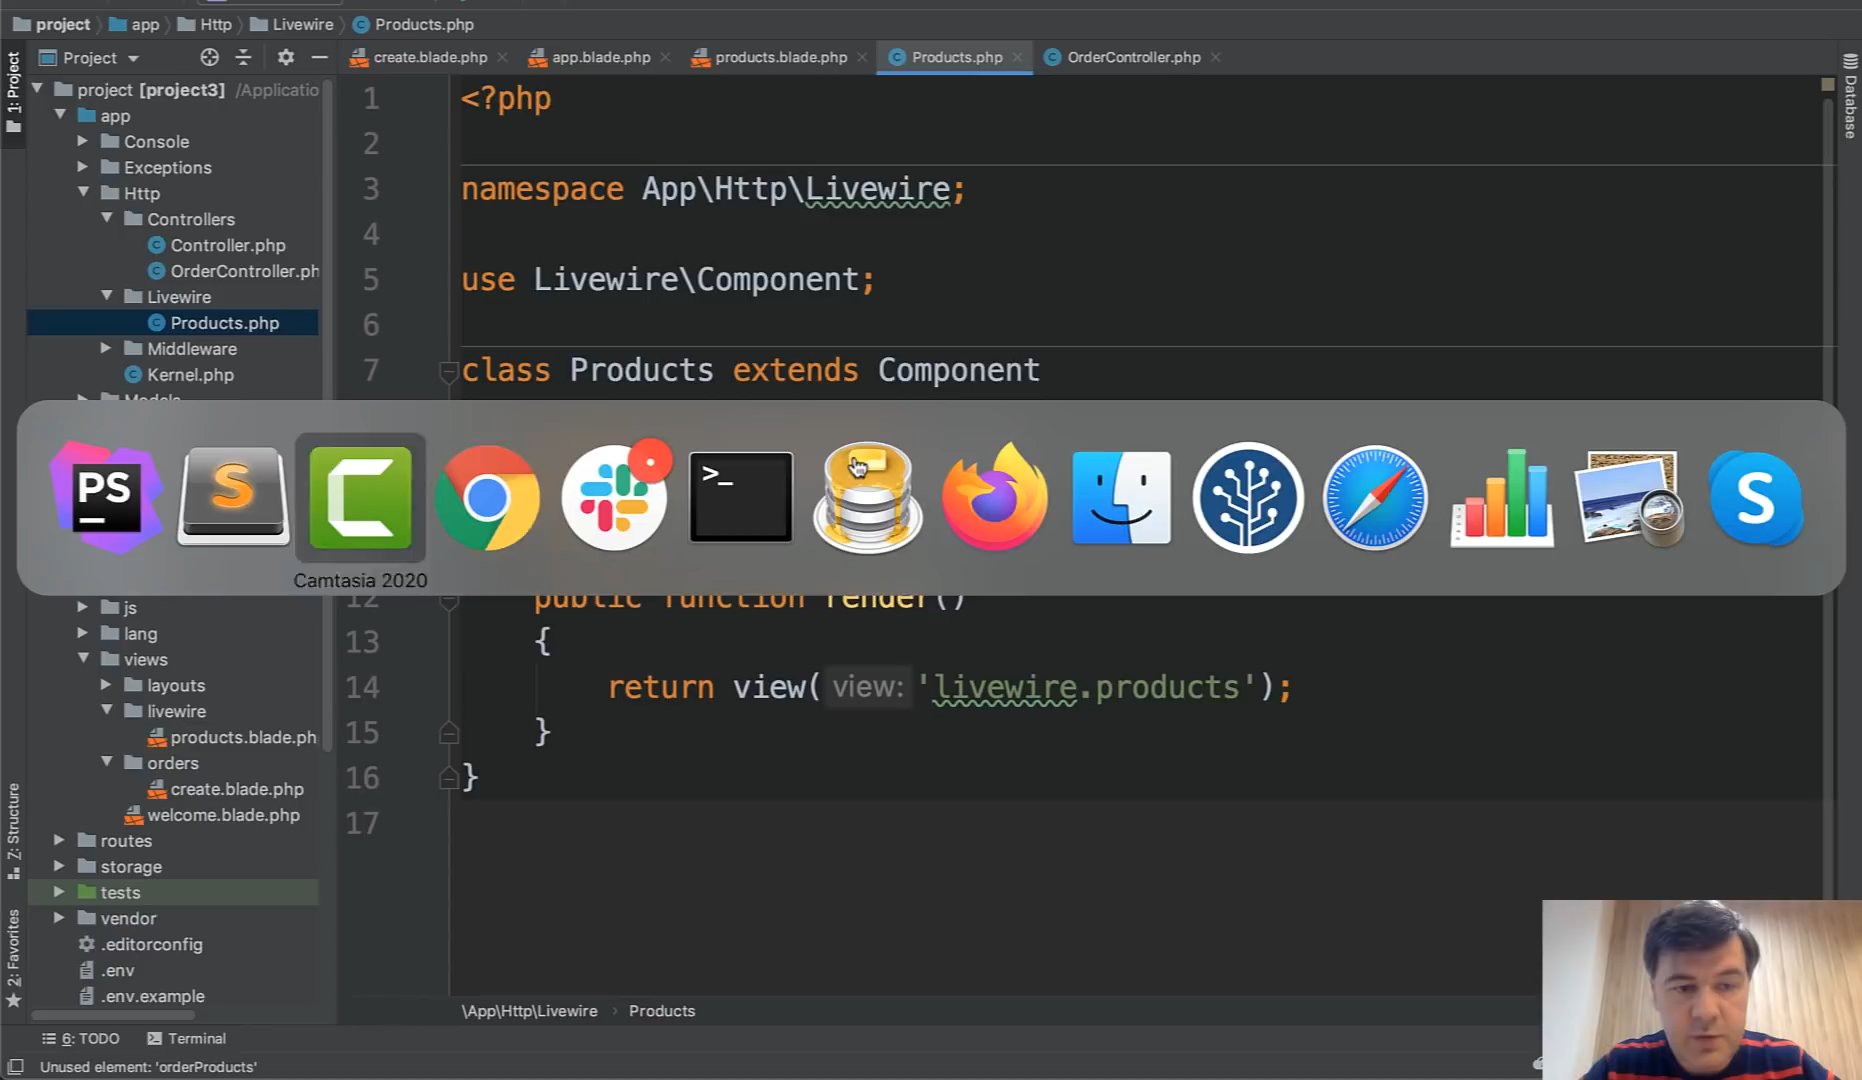 project app Http Livewire Products.php
Project
create.blade.php
app.blade.php
products.blade.php
Products.php
OrderController.php
1: Project
Database
project [project3] /Applicatio
app
Console
Exceptions
Http
Controllers
Controller.php
OrderController.ph
Livewire
Products.php
Middleware
Kernel.php
js
lang
views
layouts
livewire
products.blade.ph
orders
create.blade.php
welcome.blade.php
routes
storage
tests
vendor
.editorconfig
.env
.env.example
Z: Structure
2: Favorites
1 <?php
2
3 namespace App\Http\Livewire;
4
5 use Livewire\Component;
6
7 class Products extends Component
PS
S
C
>_
S
Camtasia 2020
12 public function render()
13 {
14 return view( view: 'livewire.products');
15 }
16 }
17
\App\Http\Livewire › Products
6: TODO
Terminal
Unused element: 'orderProducts'